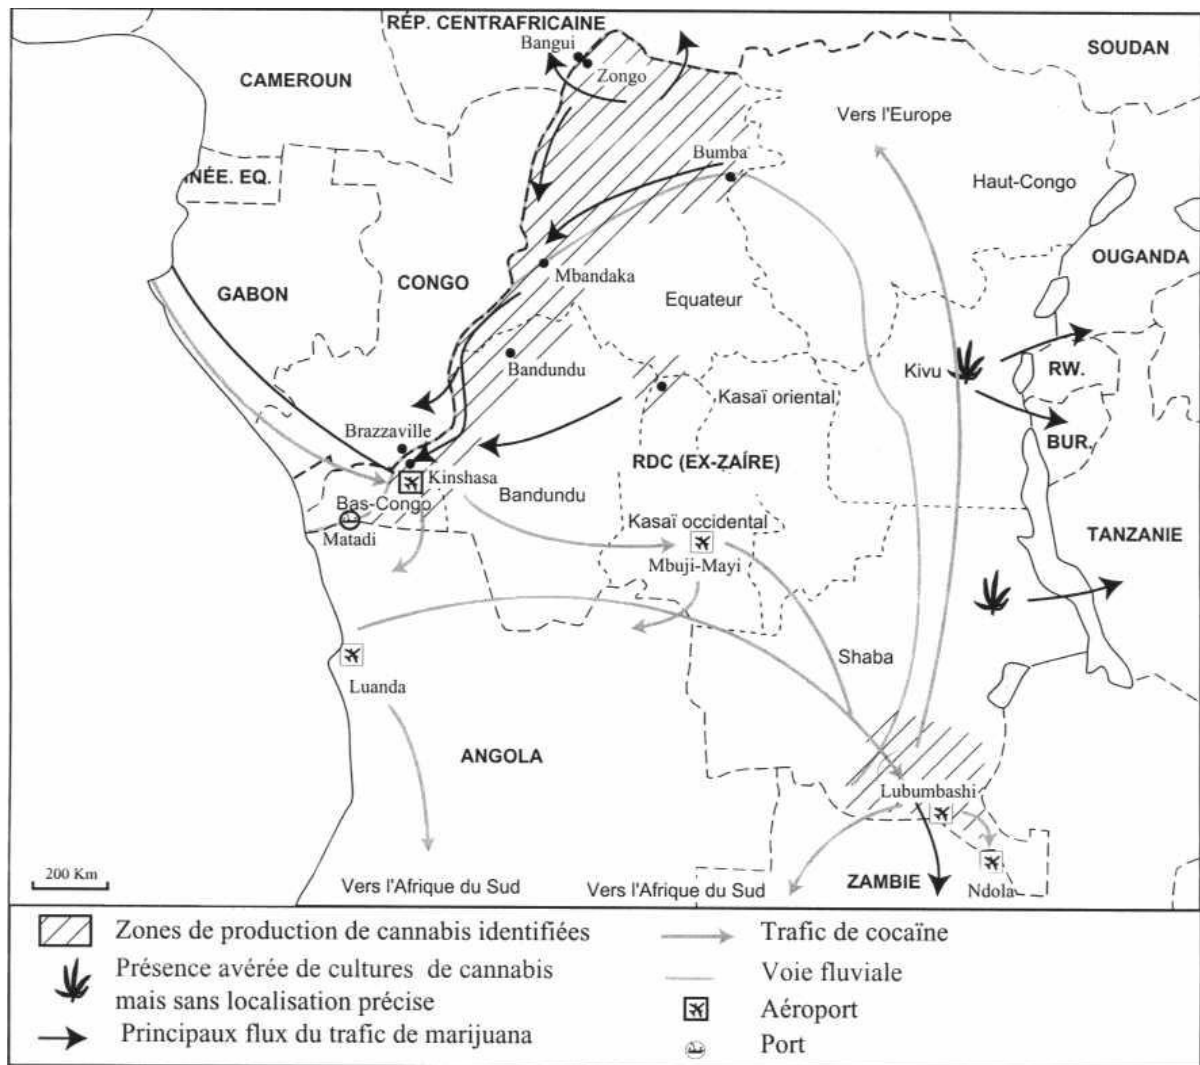 RÉP. CENTRAFRICAINE
Bangui
Zongo
SOUDAN
CAMEROUN
Vers l'Europe
Bumba
INÉE. EQ.
Haut-Congo
OUGANDA
Mbandaka
GABON
CONGO
Equateur
Bandundu
Kivu
RW.
Kasaï oriental
Brazzaville
BUR.
RDC (EX-ZAÍRE)
Kinshasa
Bas-Congo
Bandundu
Kasaï occidental
Matadi
TANZANIE
Mbuji-Mayi
Shaba
Luanda
ANGOLA
Lubumbashi
200 Km
Vers l'Afrique du Sud
Vers l'Afrique du Sud
ZAMBIE
Ndola
Zones de production de cannabis identifiées
Présence avérée de cultures de cannabis
mais sans localisation précise
Principaux flux du trafic de marijuana
Trafic de cocaïne
Voie fluviale
Aéroport
Port